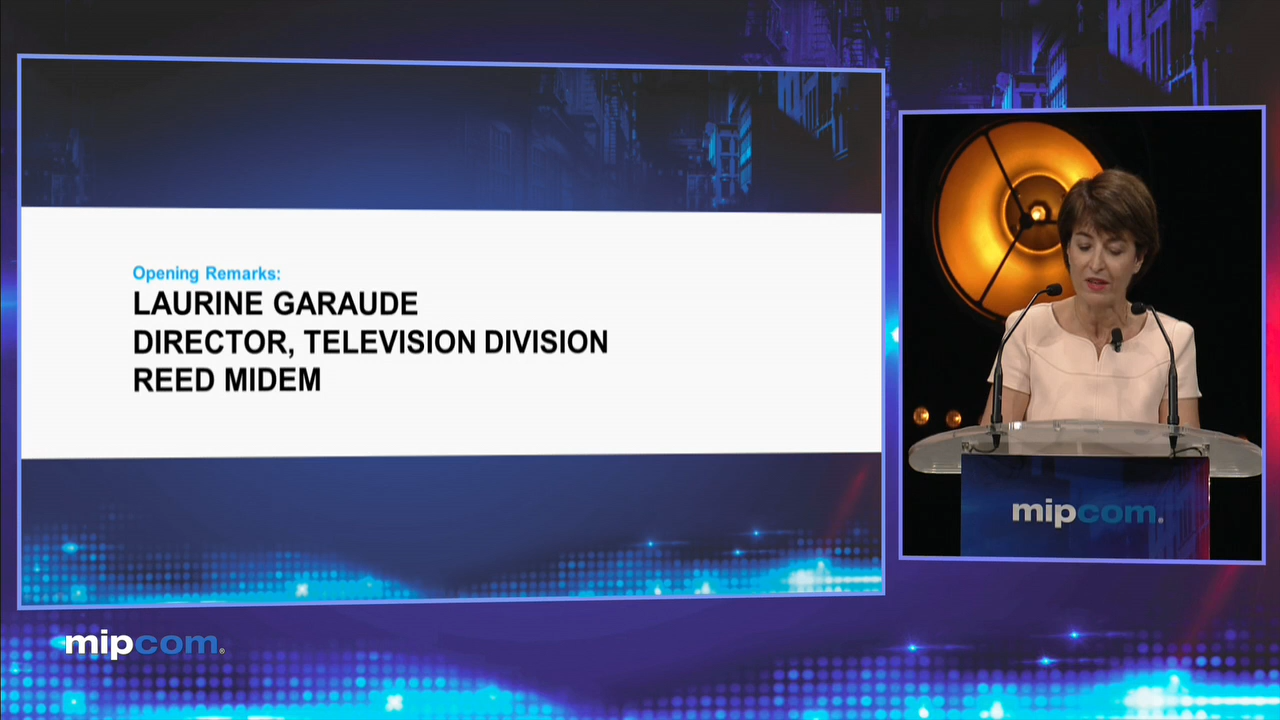 Opening Remarks:
LAURINE GARAUDE
DIRECTOR, TELEVISION DIVISION
REED MIDEM
mipcom.
mipcom.®